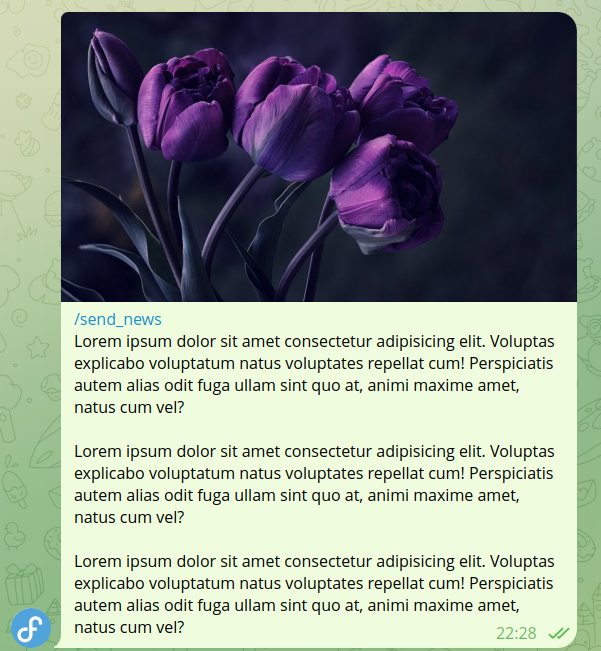 /send_news
Lorem ipsum dolor sit amet consectetur adipisicing elit. Voluptas
explicabo voluptatum natus voluptates repellat cum! Perspiciatis
autem alias odit fuga ullam sint quo at, animi maxime amet,
natus cum vel?
Lorem ipsum dolor sit amet consectetur adipisicing elit. Voluptas
explicabo voluptatum natus voluptates repellat cum! Perspiciatis
autem alias odit fuga ullam sint quo at, animi maxime amet,
natus cum vel?
Lorem ipsum dolor sit amet consectetur adipisicing elit. Voluptas
explicabo voluptatum natus voluptates repellat cum! Perspiciatis
autem alias odit fuga ullam sint quo at, animi maxime amet,
natus cum vel?
22:28